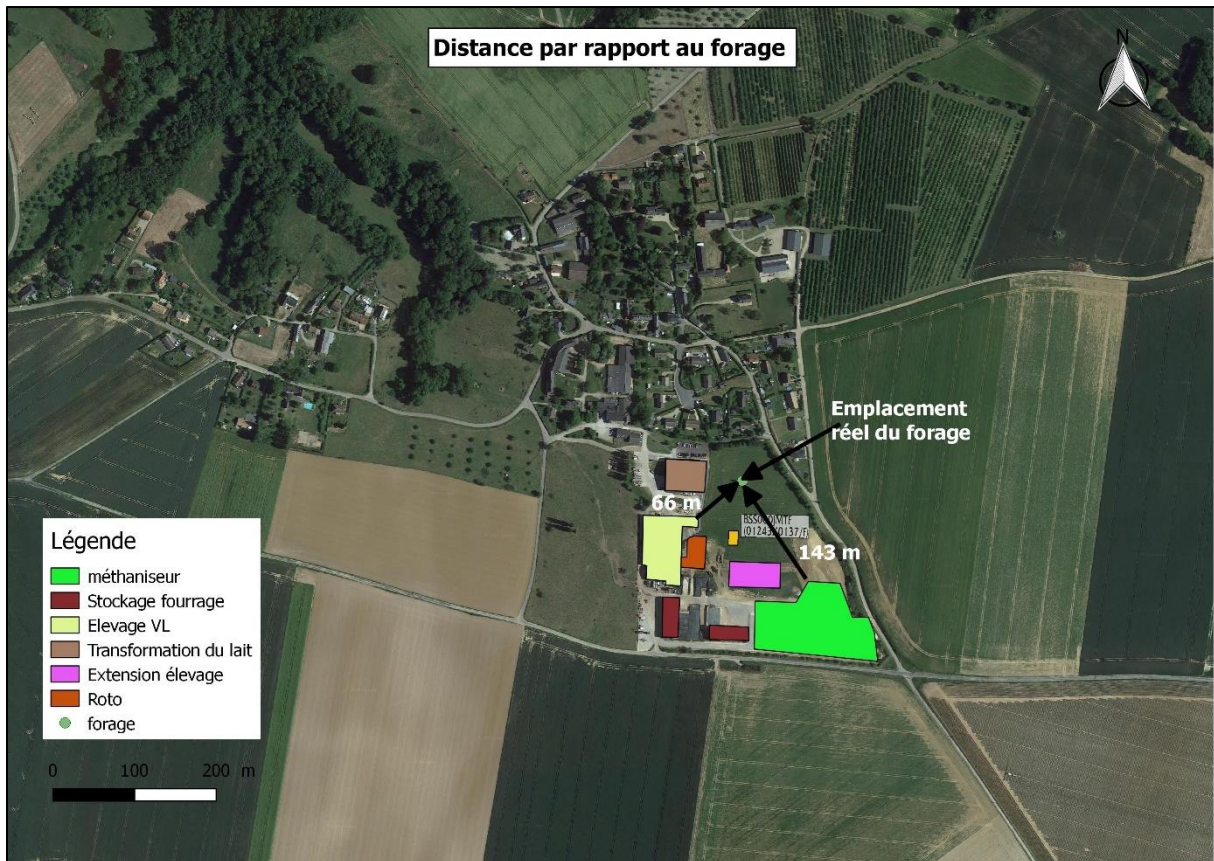 Distance par rapport au forage
N
Emplacement
réel du forage
66 m
143 m
Légende
méthaniseur
Stockage fourrage
Elevage VL
Transformation du lait
Extension élevage
Roto
forage
0 100 200 m